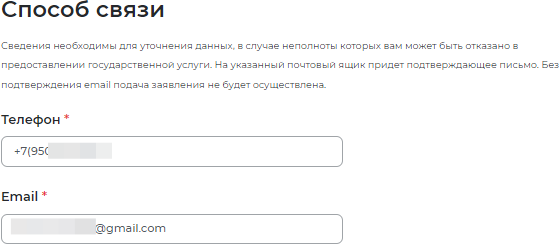 Способ связи
Сведения необходимы для уточнения данных, в случае неполноты которых вам может быть отказано в
предоставлении государственной услуги. На указанный почтовый ящик придет подтверждающее письмо. Без
подтверждения email подача заявления не будет осуществлена.
Телефон *
+7(950
Email *
@gmail.com